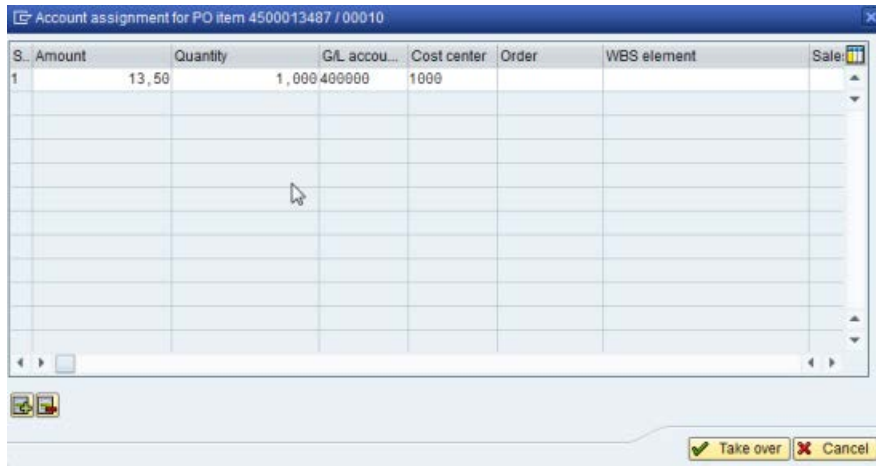 Account assignment for PO item 4500013487 / 00010
S.. Amount Quantity G/L accou... Cost center Order WBS element Sale:
1 13,50 1,000 400000 1000
Take over Cancel